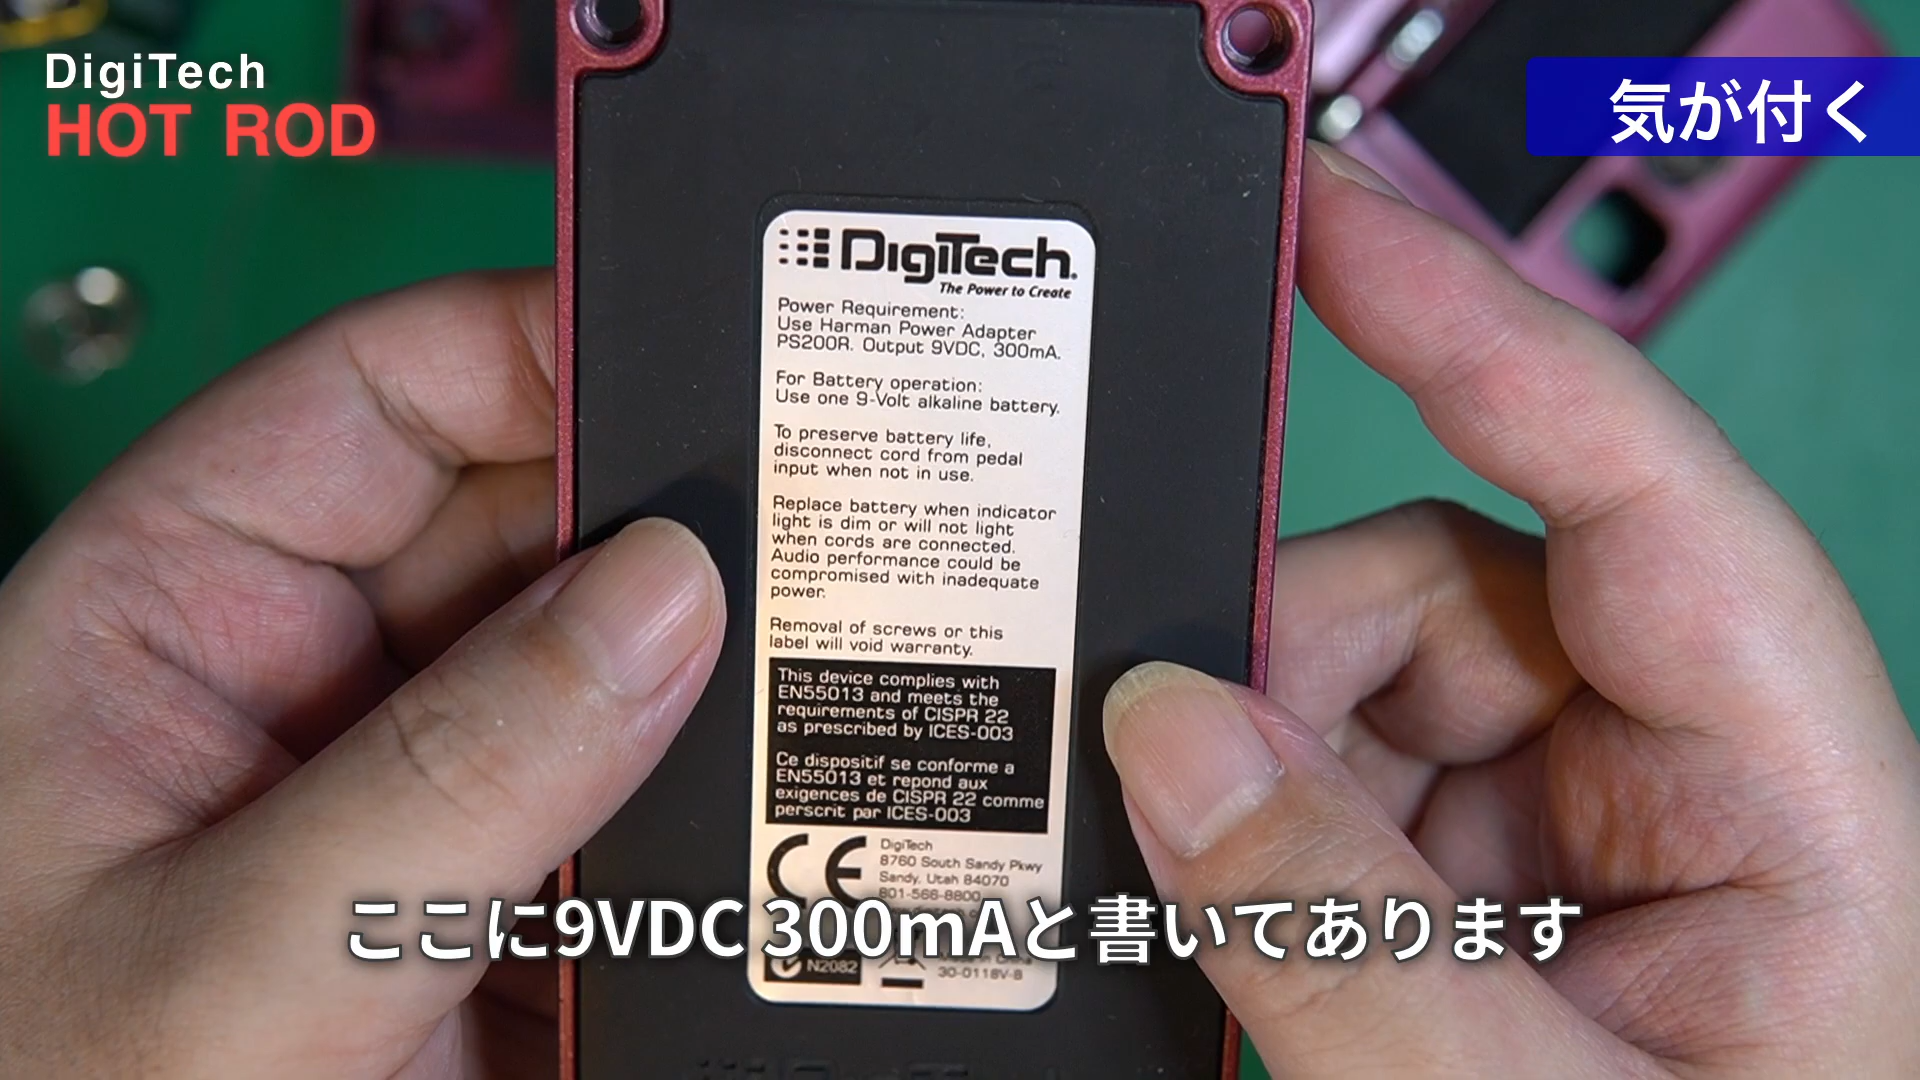 DigiTech
HOT ROD
気が付く
DigiTech
The Power to Create
Power Requirement:
Use Harman Power Adapter
PS200R. Output 9VDC, 300mA.
For Battery operation:
Use one 9-Volt alkaline battery.
To preserve battery life,
disconnect cord from pedal
input when not in use.
Replace battery when indicator
light is dim or will not light
when cords are connected.
Audio performance could be
compromised with inadequate
power.
Removal of screws or this
label will void warranty.
This device complies with
EN55013 and meets the
requirements of CISPR 22
as prescribed by ICES-003
Ce dispositif se conforme a
EN55013 et repond aux
exigences de CISPR 22 comme
perscrit par ICES-003
CE
DigiTech
8760 South Sandy Pkwy
Sandy, Utah 84070
801-566-8800
ここに9VDC 300mAと書いてあります
N2082
Made in China
30-0118V-B